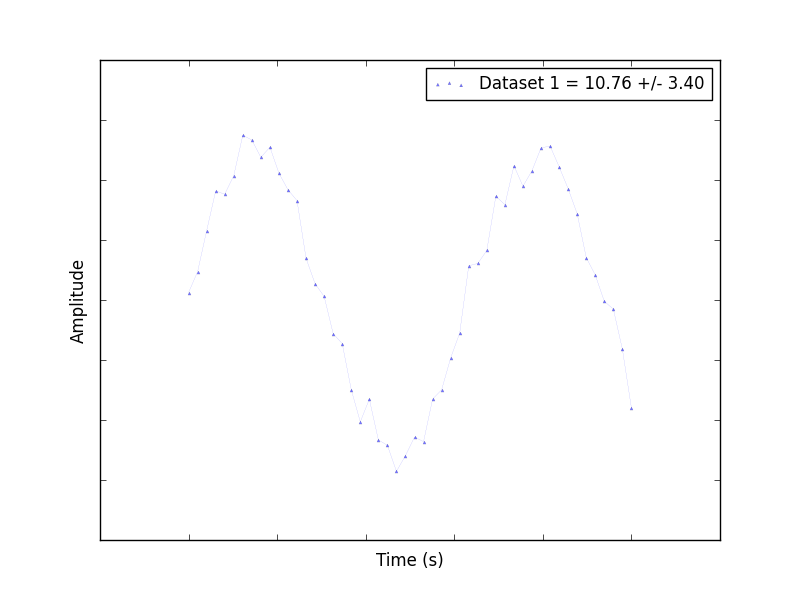 Dataset 1 = 10.76 +/- 3.40
Amplitude
Time (s)